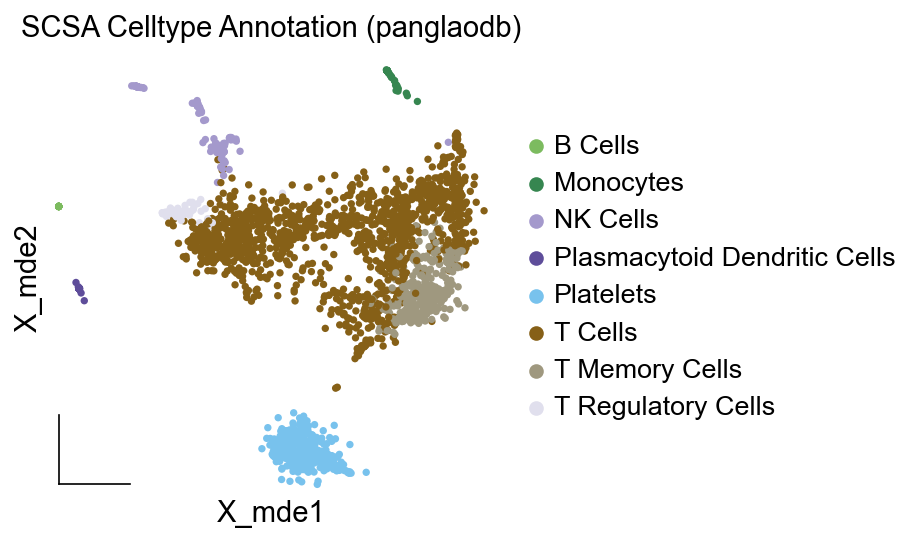 SCSA Celltype Annotation (panglaodb)
B Cells
Monocytes
NK Cells
Plasmacytoid Dendritic Cells
Platelets
T Cells
T Memory Cells
T Regulatory Cells
X_mde2
X_mde1